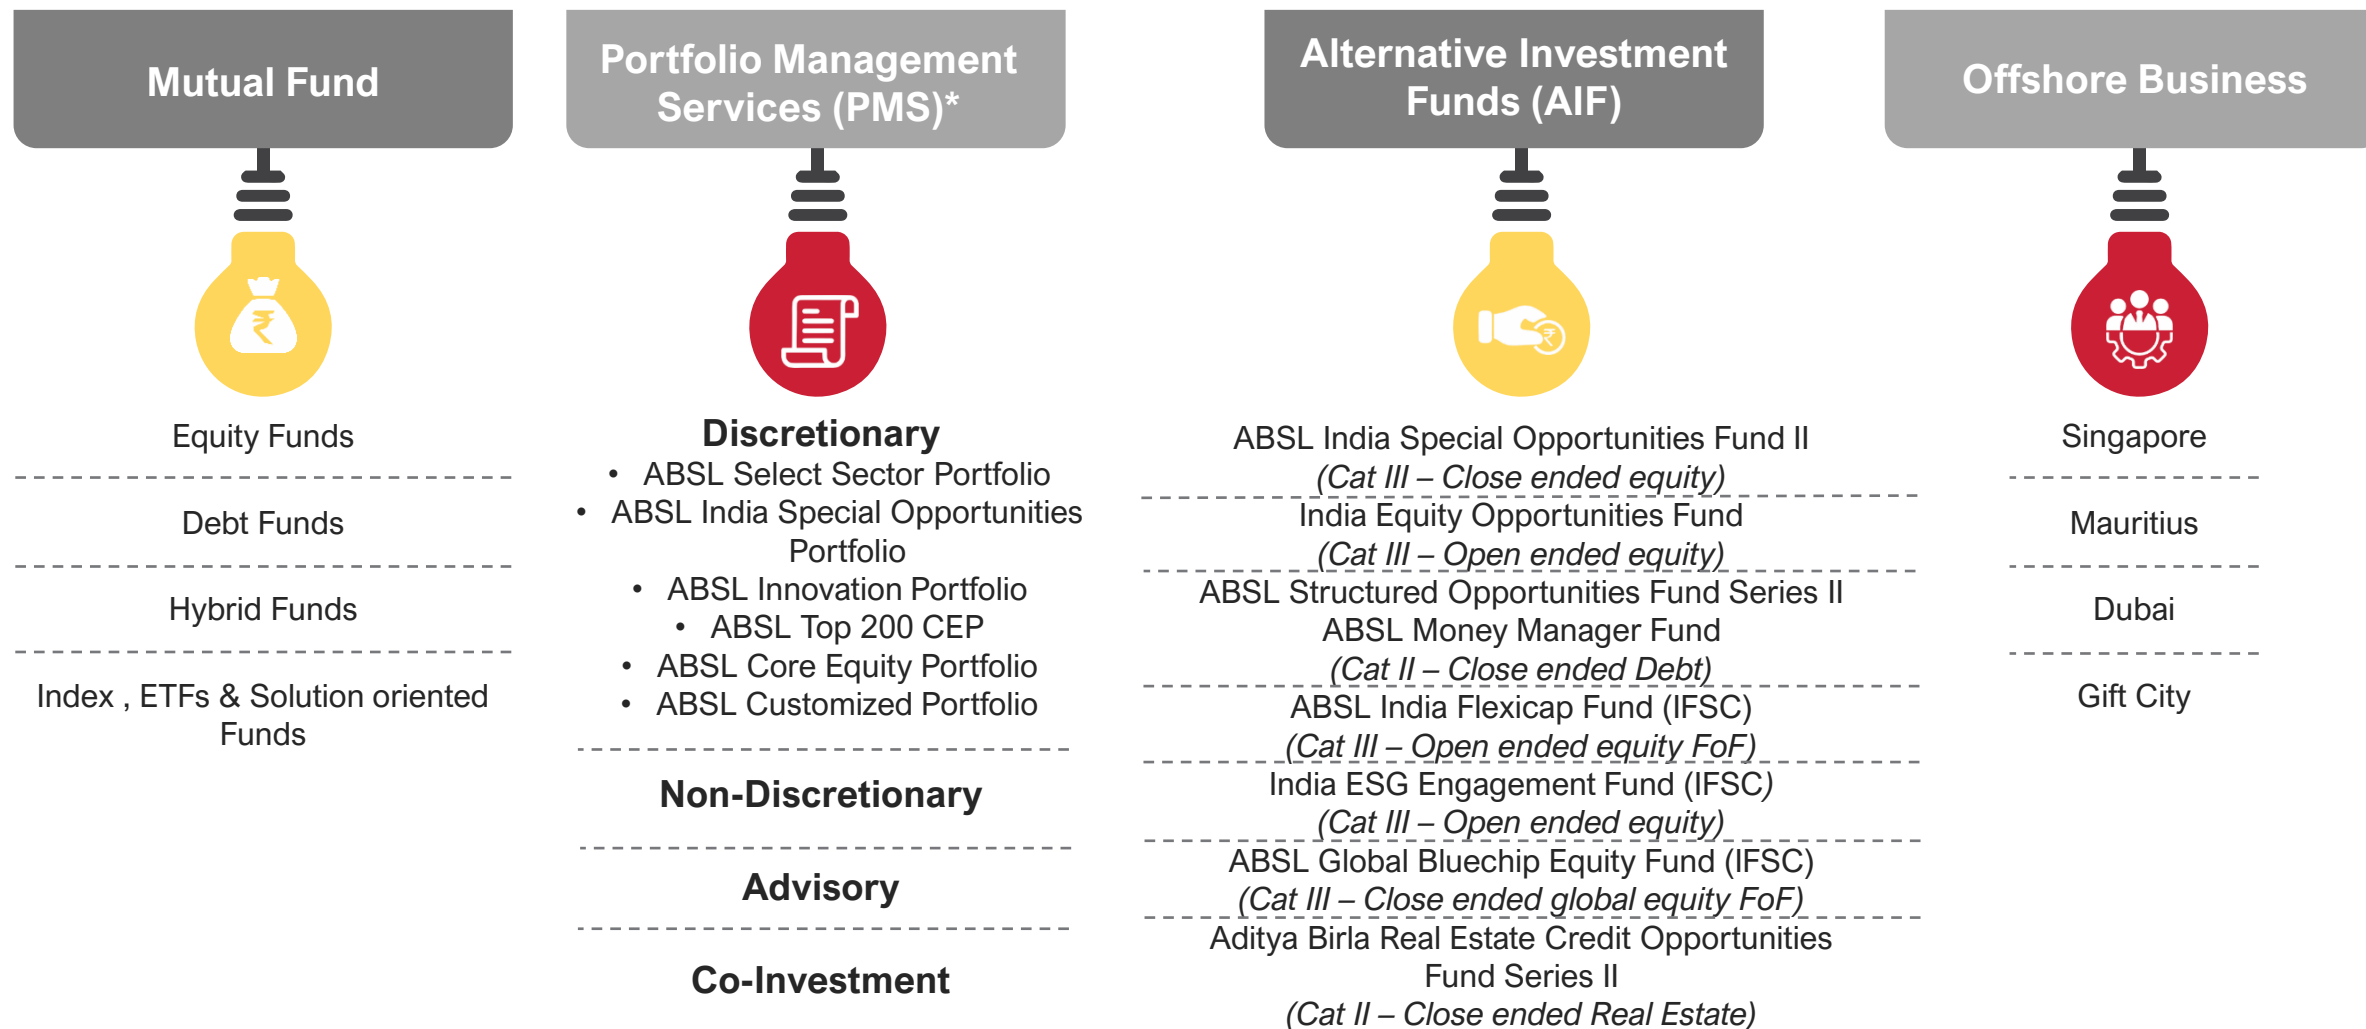 Mutual Fund
Equity Funds
Debt Funds
Hybrid Funds
Index , ETFs & Solution oriented
Funds
Portfolio Management
Services (PMS)*
Discretionary
• ABSL Select Sector Portfolio
• ABSL India Special Opportunities
Portfolio
• ABSL Innovation Portfolio
• ABSL Top 200 CEP
• ABSL Core Equity Portfolio
• ABSL Customized Portfolio
Non-Discretionary
Advisory
Co-Investment
Alternative Investment
Funds (AIF)
ABSL India Special Opportunities Fund II
(Cat III – Close ended equity)
India Equity Opportunities Fund
(Cat III – Open ended equity)
ABSL Structured Opportunities Fund Series II
ABSL Money Manager Fund
(Cat II – Close ended Debt)
ABSL India Flexicap Fund (IFSC)
(Cat III – Open ended equity FoF)
India ESG Engagement Fund (IFSC)
(Cat III – Open ended equity)
ABSL Global Bluechip Equity Fund (IFSC)
(Cat III – Close ended global equity FoF)
Aditya Birla Real Estate Credit Opportunities
Fund Series II
(Cat II – Close ended Real Estate)
Offshore Business
Singapore
Mauritius
Dubai
Gift City